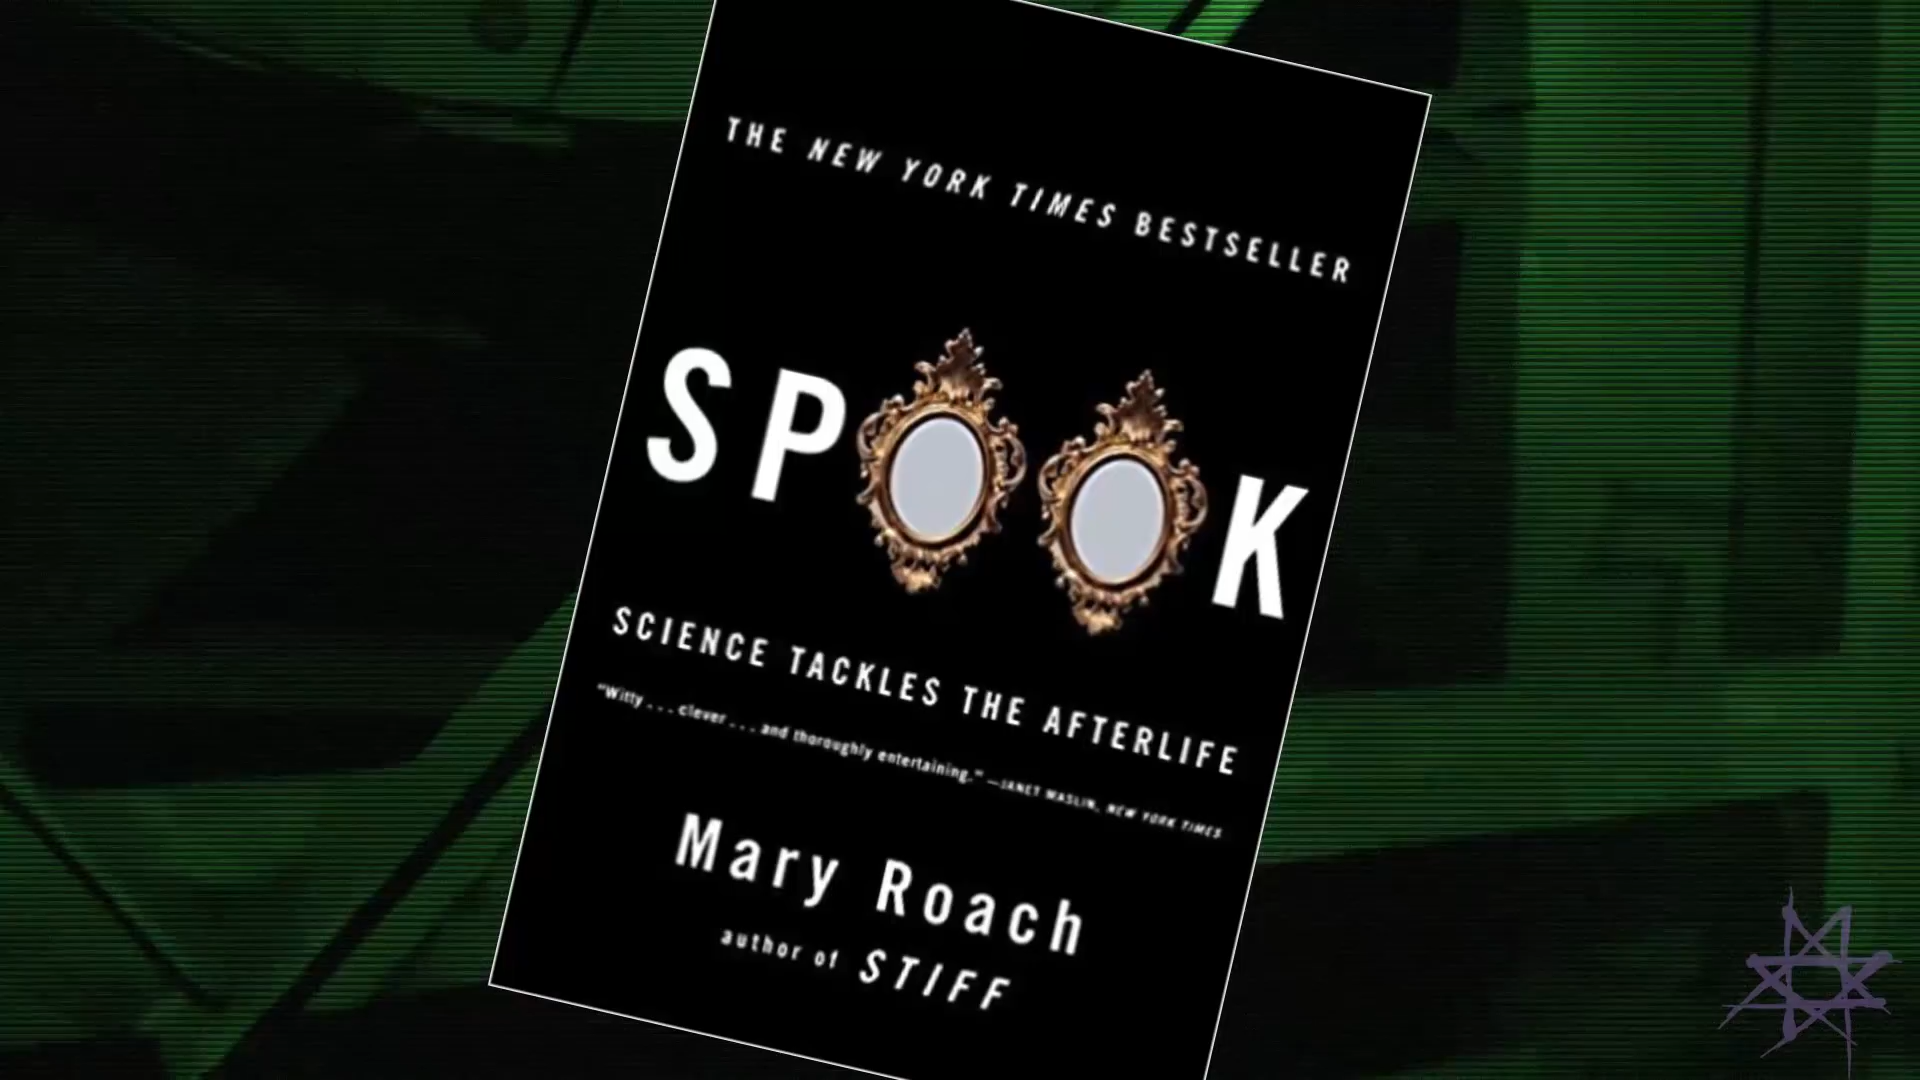 THE NEW YORK TIMES BESTSELLER
SPOOK
SCIENCE TACKLES THE AFTERLIFE
"Witty . . . clever . . . and thoroughly entertaining." —JANET MASLIN, NEW YORK TIMES
Mary Roach
author of STIFF